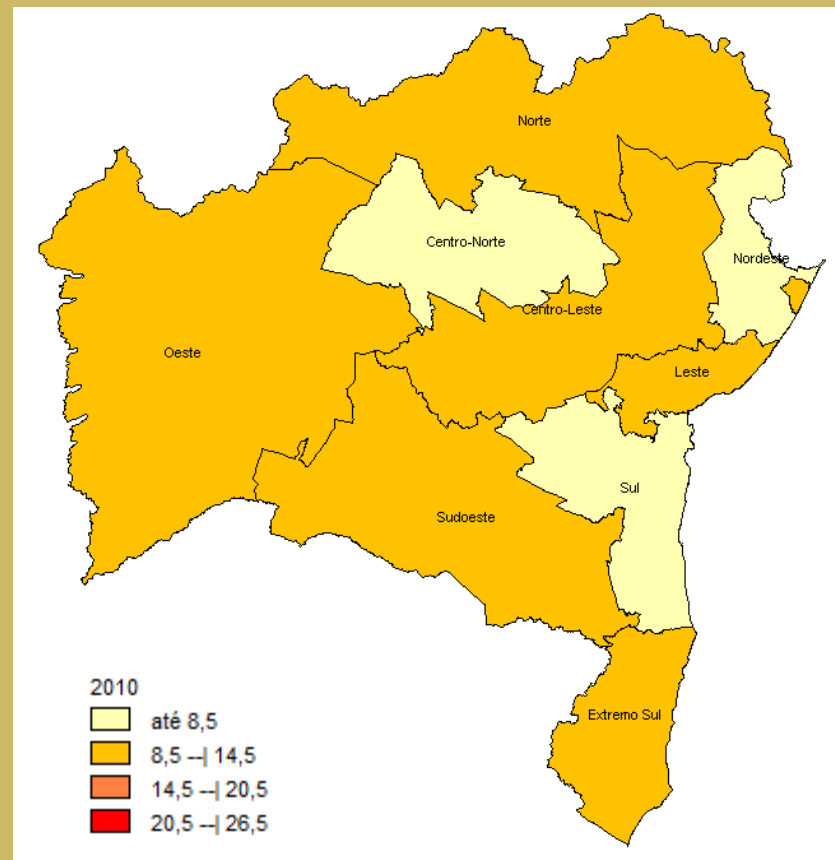 Norte
Centro-Norte
Nordeste
Centro-Leste
Oeste
Leste
Sul
Sudoeste
Extremo Sul
2010
até 8,5
8,5 --| 14,5
14,5 --| 20,5
20,5 --| 26,5